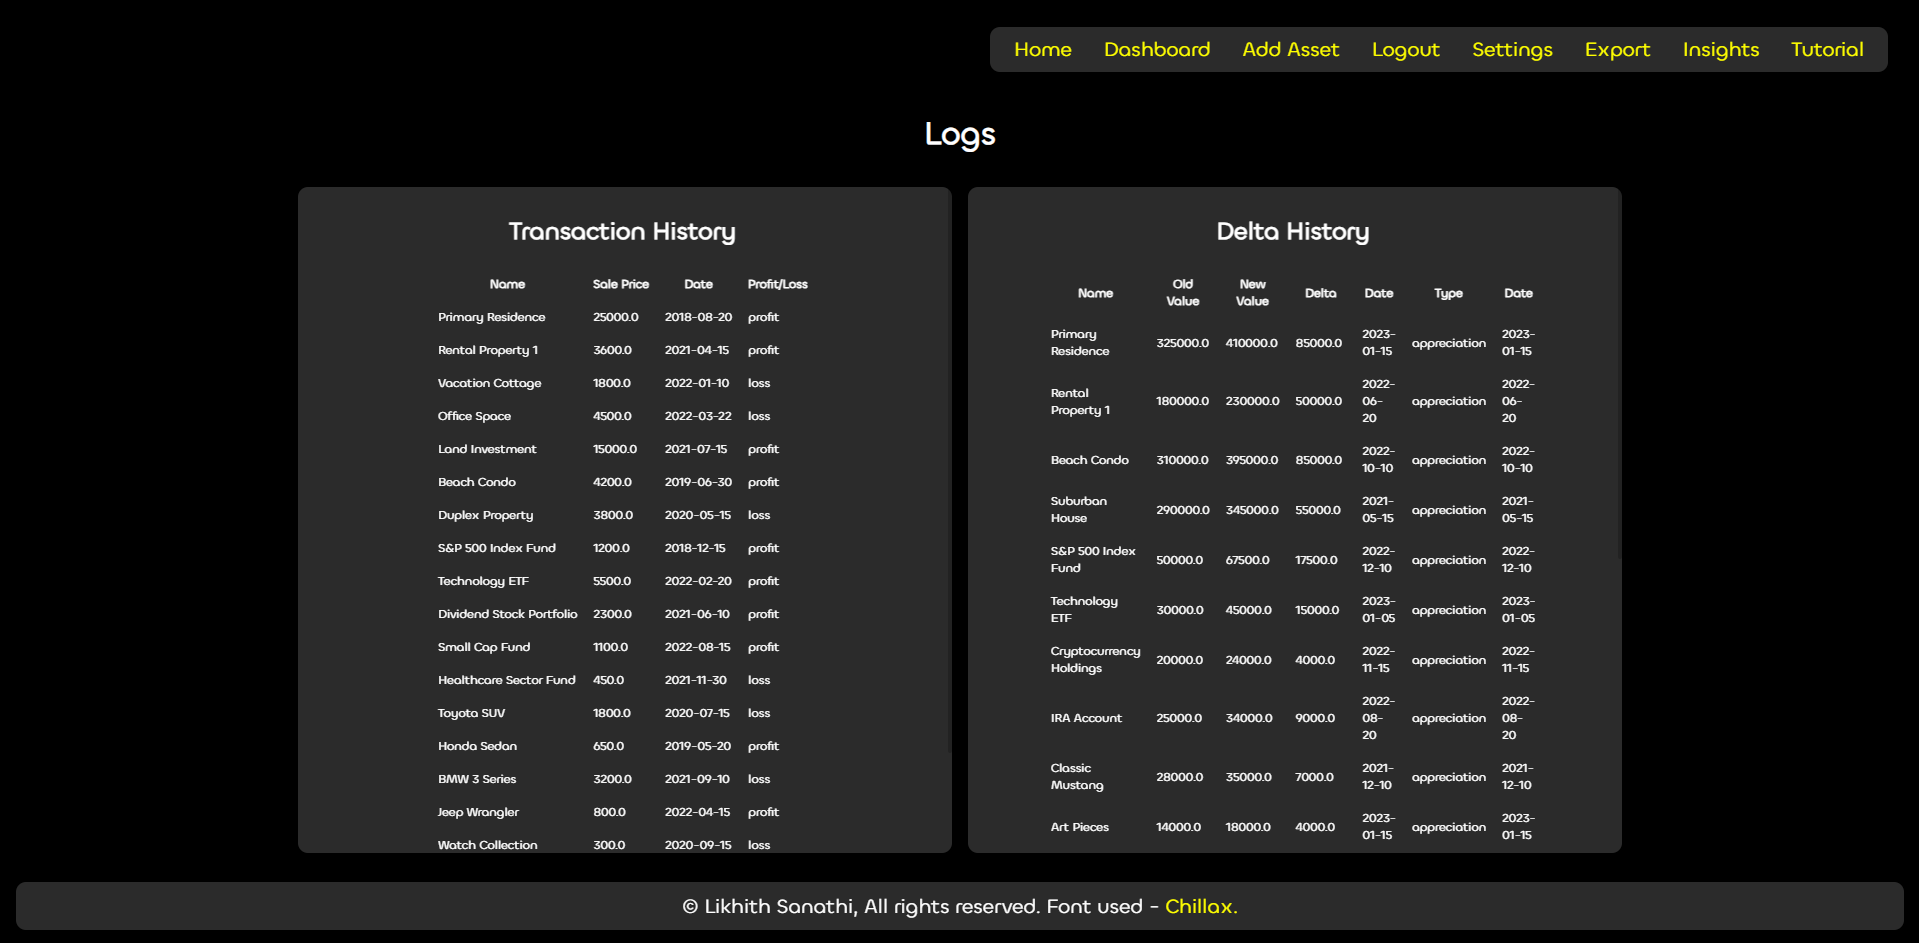 Home Dashboard Add Asset Logout Settings Export Insights Tutorial
Logs
Transaction History
Name Sale Price Date Profit/Loss
Primary Residence 25000.0 2018-08-20 profit
Rental Property 1 3600.0 2021-04-15 profit
Vacation Cottage 1800.0 2022-01-10 loss
Office Space 4500.0 2022-03-22 loss
Land Investment 15000.0 2021-07-15 profit
Beach Condo 4200.0 2019-06-30 profit
Duplex Property 3800.0 2020-05-15 loss
S&P 500 Index Fund 1200.0 2018-12-15 profit
Technology ETF 5500.0 2022-02-20 profit
Dividend Stock Portfolio 2300.0 2021-06-10 profit
Small Cap Fund 1100.0 2022-08-15 profit
Healthcare Sector Fund 450.0 2021-11-30 loss
Toyota SUV 1800.0 2020-07-15 loss
Honda Sedan 650.0 2019-05-20 profit
BMW 3 Series 3200.0 2021-09-10 loss
Jeep Wrangler 800.0 2022-04-15 profit
Watch Collection 300.0 2020-09-15 loss
Delta History
Name Old Value New Value Delta Date Type Date
Primary Residence 325000.0 410000.0 85000.0 2023-01-15 appreciation 2023-01-15
Rental Property 1 180000.0 230000.0 50000.0 2022-06-20 appreciation 2022-06-20
Beach Condo 310000.0 395000.0 85000.0 2022-10-10 appreciation 2022-10-10
Suburban House 290000.0 345000.0 55000.0 2021-05-15 appreciation 2021-05-15
S&P 500 Index Fund 50000.0 67500.0 17500.0 2022-12-10 appreciation 2022-12-10
Technology ETF 30000.0 45000.0 15000.0 2023-01-05 appreciation 2023-01-05
Cryptocurrency Holdings 20000.0 24000.0 4000.0 2022-11-15 appreciation 2022-11-15
IRA Account 25000.0 34000.0 9000.0 2022-08-20 appreciation 2022-08-20
Classic Mustang 28000.0 35000.0 7000.0 2021-12-10 appreciation 2021-12-10
Art Pieces 14000.0 18000.0 4000.0 2023-01-15 appreciation 2023-01-15
© Likhith Sanathi, All rights reserved. Font used - Chillax.